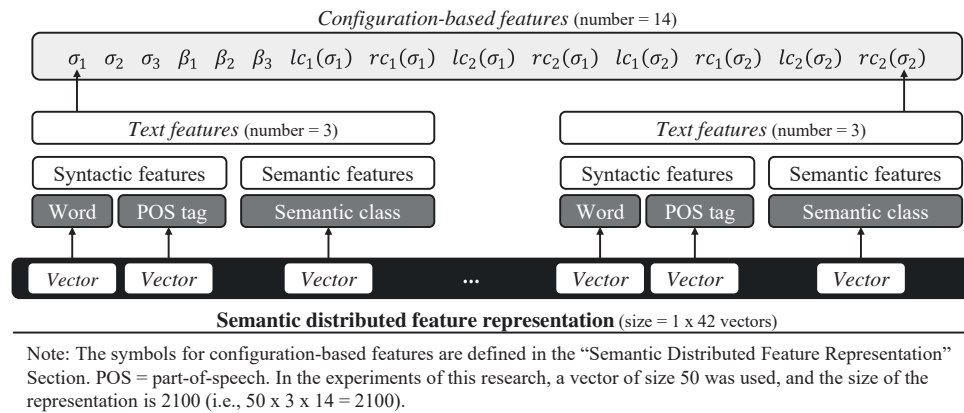 Configuration-based features (number = 14)
σ₁ σ₂ σ₃ β₁ β₂ β₃ lc₁(σ₁) rc₁(σ₁) lc₂(σ₁) rc₂(σ₁) lc₁(σ₂) rc₁(σ₂) lc₂(σ₂) rc₂(σ₂)
Text features (number = 3) Text features (number = 3)
Syntactic features Semantic features Syntactic features Semantic features
Word POS tag Semantic class Word POS tag Semantic class
Vector Vector Vector ... Vector Vector Vector
Semantic distributed feature representation (size = 1 x 42 vectors)
Note: The symbols for configuration-based features are defined in the “Semantic Distributed Feature Representation”
Section. POS = part-of-speech. In the experiments of this research, a vector of size 50 was used, and the size of the
representation is 2100 (i.e., 50 x 3 x 14 = 2100).